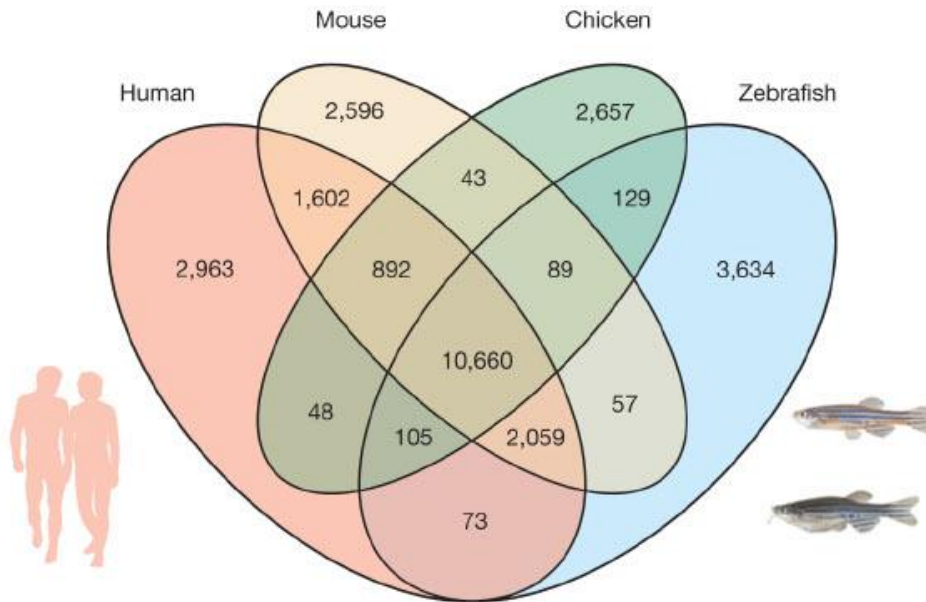 Mouse Chicken
Human Zebrafish
2,596 2,657
43
1,602 129
2,963 892 89 3,634
10,660
48 57
105 2,059
73